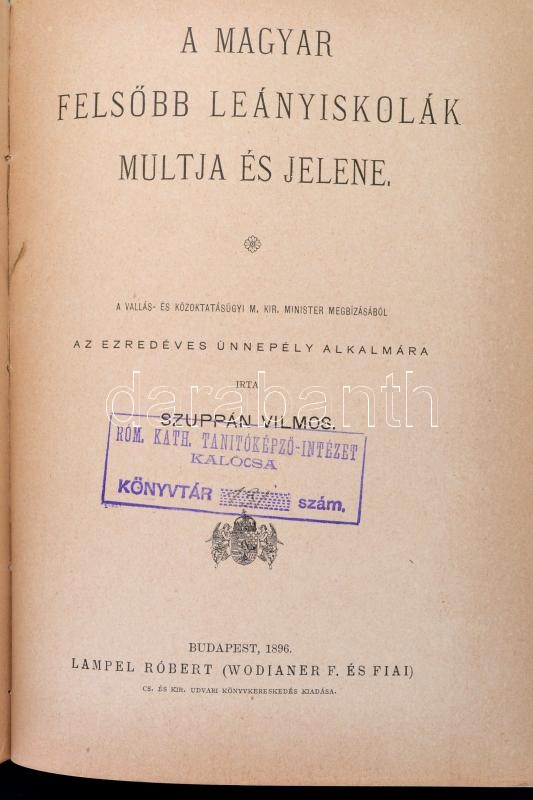 A MAGYAR
FELSŐBB LEÁNYISKOLÁK
MULTJA ÉS JELENE.
A VALLÁS- ÉS KÖZOKTATÁSÜGYI M. KIR. MINISTER MEGBÍZÁSÁBÓL
AZ EZREDÉVES ÜNNEPÉLY ALKALMÁRA
IRTA
darabanth
SZUPPÁN VILMOS.
RÓM. KATH. TANITÓKÉPZŐ-INTÉZET
KALOCSA
KÖNYVTÁR szám.
BUDAPEST, 1896.
LAMPEL RÓBERT (WODIANER F. ÉS FIAI)
CS. ÉS KIR. UDVARI KÖNYVKERESKEDÉS KIADÁSA.